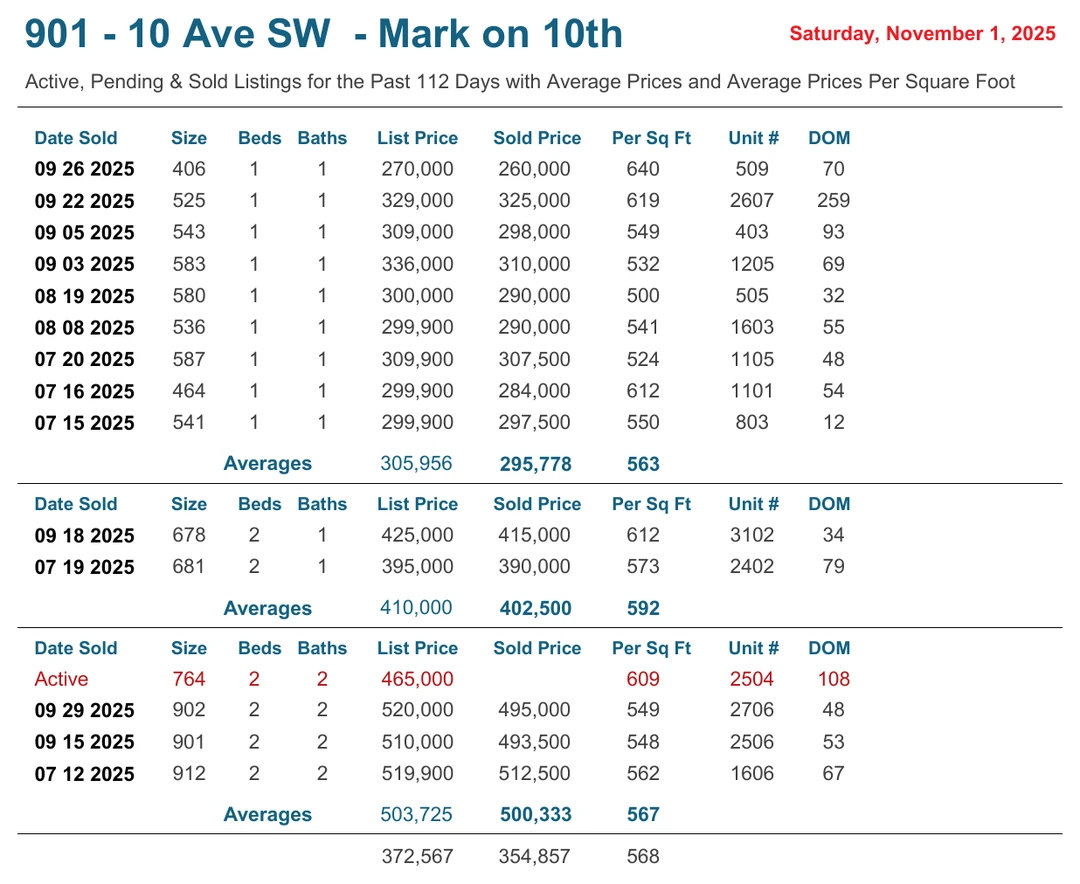 901 - 10 Ave SW - Mark on 10th Saturday, November 1, 2025
Active, Pending & Sold Listings for the Past 112 Days with Average Prices and Average Prices Per Square Foot
Date Sold Size Beds Baths List Price Sold Price Per Sq Ft Unit # DOM
09 26 2025 406 1 1 270,000 260,000 640 509 70
09 22 2025 525 1 1 329,000 325,000 619 2607 259
09 05 2025 543 1 1 309,000 298,000 549 403 93
09 03 2025 583 1 1 336,000 310,000 532 1205 69
08 19 2025 580 1 1 300,000 290,000 500 505 32
08 08 2025 536 1 1 299,900 290,000 541 1603 55
07 20 2025 587 1 1 309,900 307,500 524 1105 48
07 16 2025 464 1 1 299,900 284,000 612 1101 54
07 15 2025 541 1 1 299,900 297,500 550 803 12
Averages 305,956 295,778 563
Date Sold Size Beds Baths List Price Sold Price Per Sq Ft Unit # DOM
09 18 2025 678 2 1 425,000 415,000 612 3102 34
07 19 2025 681 2 1 395,000 390,000 573 2402 79
Averages 410,000 402,500 592
Date Sold Size Beds Baths List Price Sold Price Per Sq Ft Unit # DOM
Active 764 2 2 465,000 609 2504 108
09 29 2025 902 2 2 520,000 495,000 549 2706 48
09 15 2025 901 2 2 510,000 493,500 548 2506 53
07 12 2025 912 2 2 519,900 512,500 562 1606 67
Averages 503,725 500,333 567
372,567 354,857 568